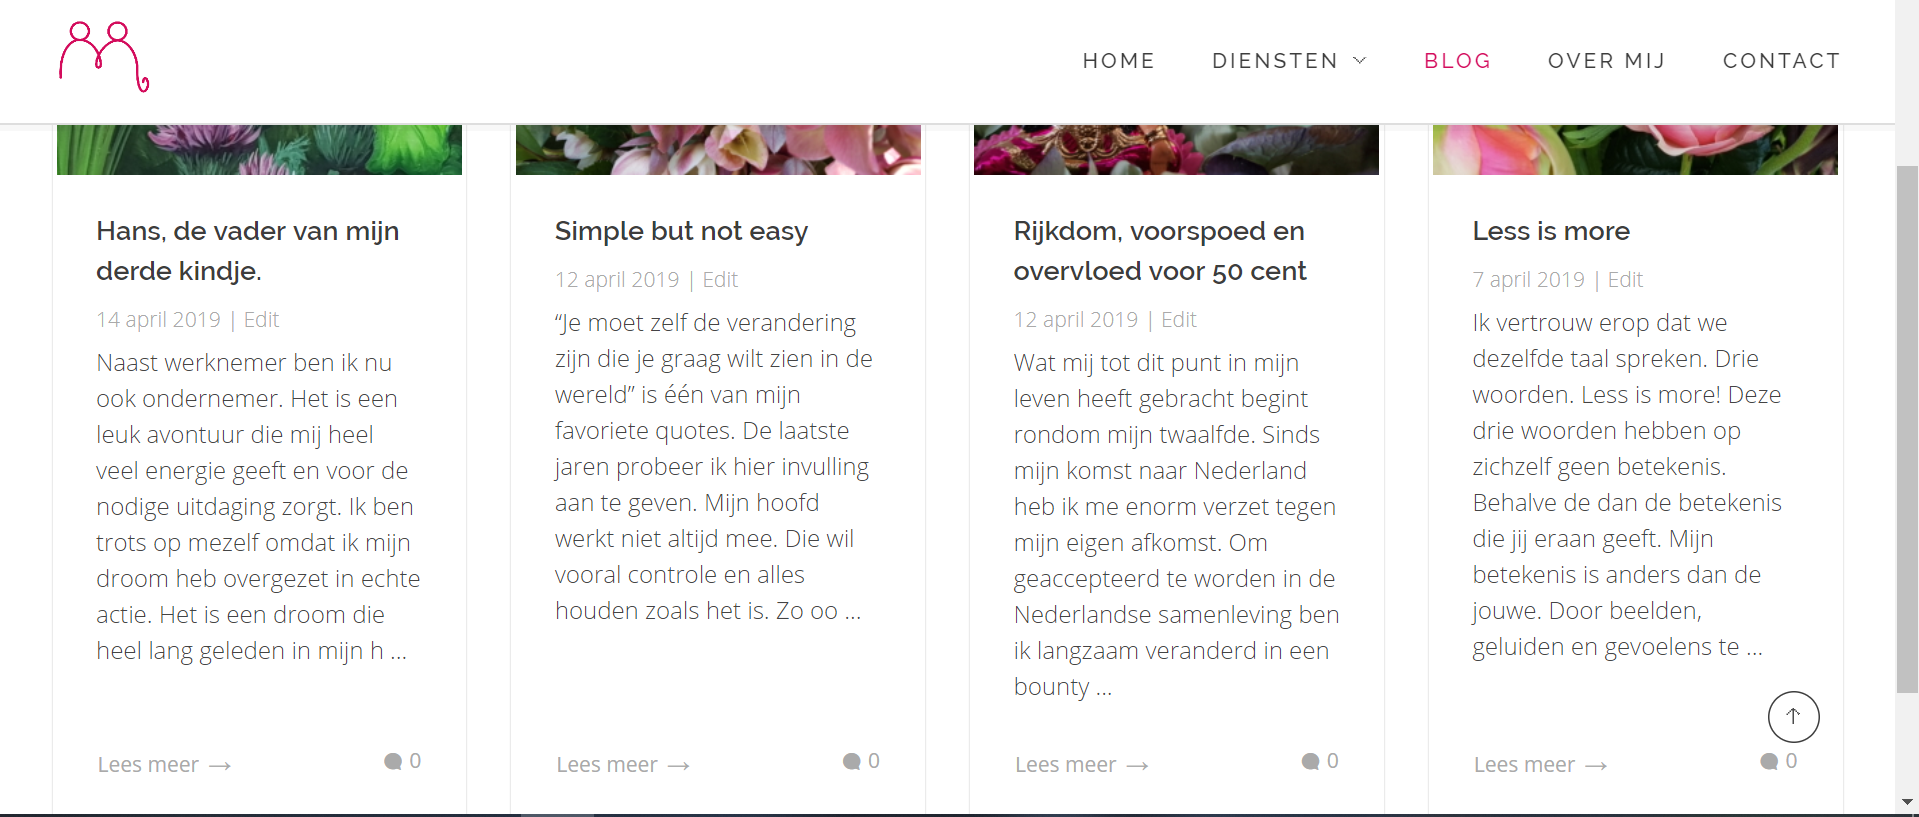 HOME DIENSTEN BLOG OVER MIJ CONTACT
Hans, de vader van mijn
derde kindje.
14 april 2019 | Edit
Naast werknemer ben ik nu
ook ondernemer. Het is een
leuk avontuur die mij heel
veel energie geeft en voor de
nodige uitdaging zorgt. Ik ben
trots op mezelf omdat ik mijn
droom heb overgezet in echte
actie. Het is een droom die
heel lang geleden in mijn h ...
Lees meer → 0
Simple but not easy
12 april 2019 | Edit
“Je moet zelf de verandering
zijn die je graag wilt zien in de
wereld” is één van mijn
favoriete quotes. De laatste
jaren probeer ik hier invulling
aan te geven. Mijn hoofd
werkt niet altijd mee. Die wil
vooral controle en alles
houden zoals het is. Zo oo ...
Lees meer → 0
Rijkdom, voorspoed en
overvloed voor 50 cent
12 april 2019 | Edit
Wat mij tot dit punt in mijn
leven heeft gebracht begint
rondom mijn twaalfde. Sinds
mijn komst naar Nederland
heb ik me enorm verzet tegen
mijn eigen afkomst. Om
geaccepteerd te worden in de
Nederlandse samenleving ben
ik langzaam veranderd in een
bounty ...
Lees meer → 0
Less is more
7 april 2019 | Edit
Ik vertrouw erop dat we
dezelfde taal spreken. Drie
woorden. Less is more! Deze
drie woorden hebben op
zichzelf geen betekenis.
Behalve de dan de betekenis
die jij eraan geeft. Mijn
betekenis is anders dan de
jouwe. Door beelden,
geluiden en gevoelens te ...
Lees meer → 0